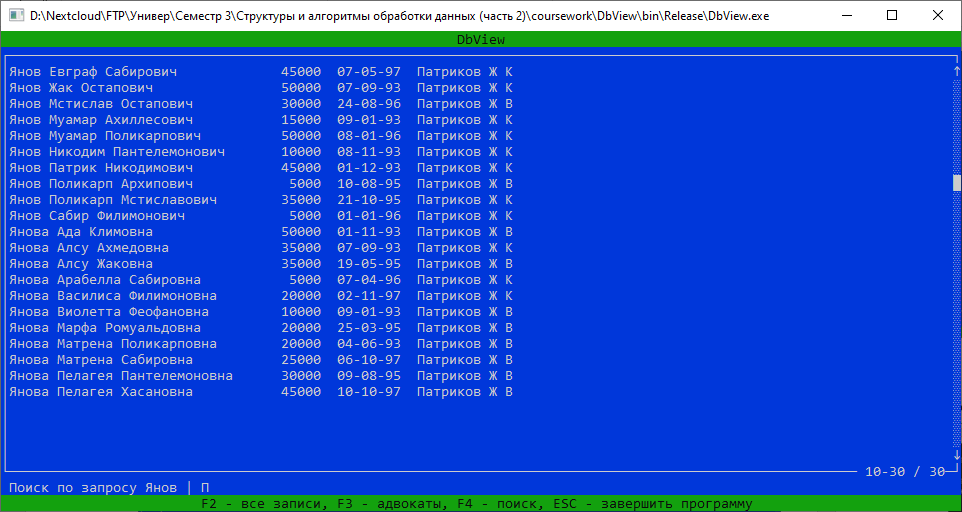 D:\Nextcloud\FTP\Универ\Семестр 3\Структуры и алгоритмы обработки данных (часть 2)\coursework\DbView\bin\Release\DbView.exe
DbView
Янов Евграф Сабирович 45000 07-05-97 Патриков Ж К
Янов Жак Остапович 50000 07-09-93 Патриков Ж К
Янов Мстислав Остапович 30000 24-08-96 Патриков Ж В
Янов Муамар Ахиллесович 15000 09-01-93 Патриков Ж К
Янов Муамар Поликарпович 50000 08-01-96 Патриков Ж К
Янов Никодим Пантелемонович 10000 08-11-93 Патриков Ж К
Янов Патрик Никодимович 45000 01-12-93 Патриков Ж К
Янов Поликарп Архипович 5000 10-08-95 Патриков Ж В
Янов Поликарп Мстиславович 35000 21-10-95 Патриков Ж К
Янов Сабир Филимонович 5000 01-01-96 Патриков Ж К
Янова Ада Климовна 50000 01-11-93 Патриков Ж В
Янова Алсу Ахмедовна 35000 07-09-93 Патриков Ж К
Янова Алсу Жаковна 35000 19-05-95 Патриков Ж В
Янова Арабелла Сабировна 5000 07-04-96 Патриков Ж К
Янова Василиса Филимоновна 20000 02-11-97 Патриков Ж К
Янова Виолетта Феофановна 10000 09-01-93 Патриков Ж В
Янова Марфа Ромуальдовна 20000 25-03-95 Патриков Ж В
Янова Матрена Поликарповна 20000 04-06-93 Патриков Ж В
Янова Матрена Сабировна 25000 06-10-97 Патриков Ж В
Янова Пелагея Пантелемоновна 30000 09-08-95 Патриков Ж В
Янова Пелагея Хасановна 45000 10-10-97 Патриков Ж В
10-30 / 30
Поиск по запросу Янов | П
F2 - все записи, F3 - адвокаты, F4 - поиск, ESC - завершить программу